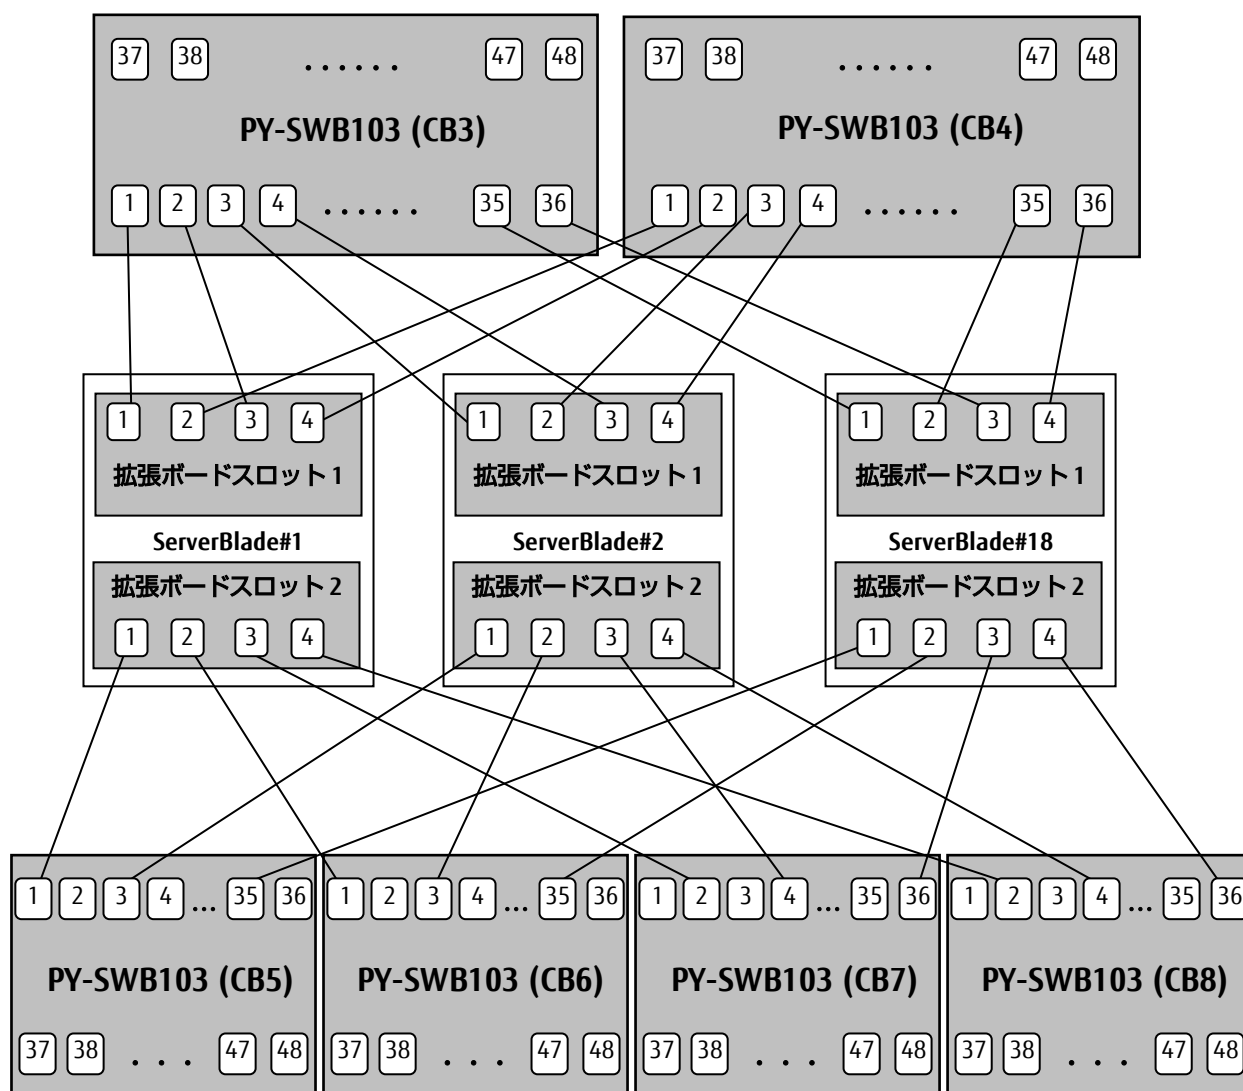 37 38 ...... 47 48
PY-SWB103 (CB3)
1 2 3 4 ...... 35 36
37 38 ...... 47 48
PY-SWB103 (CB4)
1 2 3 4 ...... 35 36
1 2 3 4
拡張ボードスロット1
ServerBlade#1
拡張ボードスロット2
1 2 3 4
1 2 3 4
拡張ボードスロット1
ServerBlade#2
拡張ボードスロット2
1 2 3 4
1 2 3 4
拡張ボードスロット1
ServerBlade#18
拡張ボードスロット2
1 2 3 4
1 2 3 4 ... 35 36
PY-SWB103 (CB5)
37 38 . . . 47 48
1 2 3 4 ... 35 36
PY-SWB103 (CB6)
37 38 . . . 47 48
1 2 3 4 ... 35 36
PY-SWB103 (CB7)
37 38 . . . 47 48
1 2 3 4 ... 35 36
PY-SWB103 (CB8)
37 38 . . . 47 48